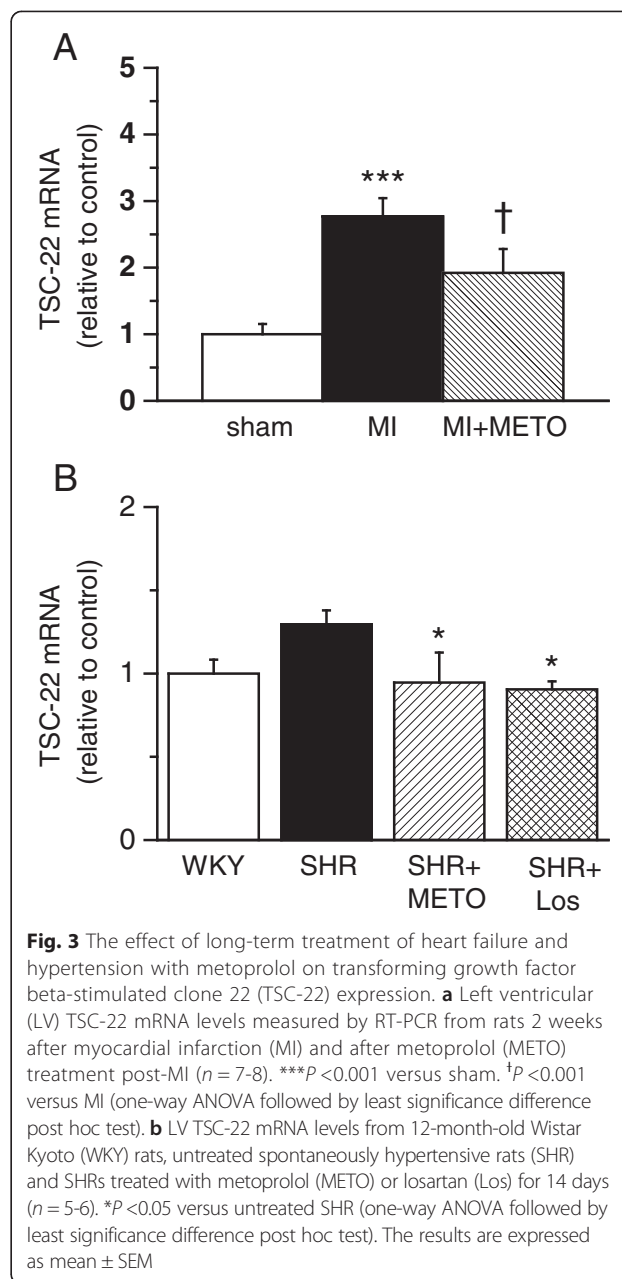 A
5
4
3
2
1
0
TSC-22 mRNA
(relative to control)
***
†
sham MI MI+METO
B
2
1
0
TSC-22 mRNA
(relative to control)
*
*
WKY SHR SHR+ SHR+
METO Los
Fig. 3 The effect of long-term treatment of heart failure and
hypertension with metoprolol on transforming growth factor
beta-stimulated clone 22 (TSC-22) expression. a Left ventricular
(LV) TSC-22 mRNA levels measured by RT-PCR from rats 2 weeks
after myocardial infarction (MI) and after metoprolol (METO)
treatment post-MI (n = 7-8). ***P <0.001 versus sham. ‡P <0.001
versus MI (one-way ANOVA followed by least significance difference
post hoc test). b LV TSC-22 mRNA levels from 12-month-old Wistar
Kyoto (WKY) rats, untreated spontaneously hypertensive rats (SHR)
and SHRs treated with metoprolol (METO) or losartan (Los) for 14 days
(n = 5-6). *P <0.05 versus untreated SHR (one-way ANOVA followed by
least significance difference post hoc test). The results are expressed
as mean ± SEM